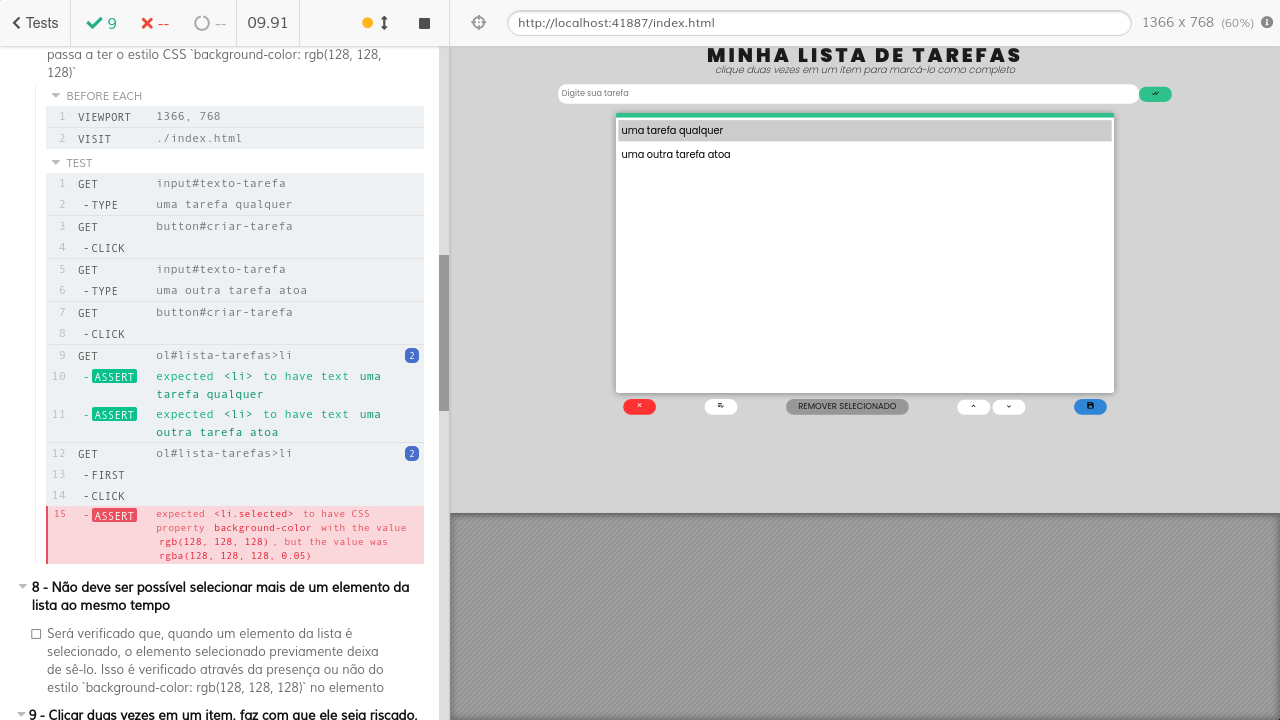 Tests
9
--
--
09.91
http://localhost:41887/index.html
1366 x 768 (60%)
passa a ter o estilo CSS `background-color: rgb(128, 128,
128)`
BEFORE EACH
1 VIEWPORT 1366, 768
2 VISIT ./index.html
TEST
1 GET input#texto-tarefa
2 -TYPE uma tarefa qualquer
3 GET button#criar-tarefa
4 -CLICK
5 GET input#texto-tarefa
6 -TYPE uma outra tarefa atoa
7 GET button#criar-tarefa
8 -CLICK
9 GET ol#lista-tarefas>li 2
10 -ASSERT expected <li> to have text uma
tarefa qualquer
11 -ASSERT expected <li> to have text uma
outra tarefa atoa
12 GET ol#lista-tarefas>li 2
13 -FIRST
14 -CLICK
15 -ASSERT expected <li.selected> to have CSS
property background-color with the value
rgb(128, 128, 128), but the value was
rgba(128, 128, 128, 0.05)
8 - Não deve ser possível selecionar mais de um elemento da
lista ao mesmo tempo
Será verificado que, quando um elemento da lista é
selecionado, o elemento selecionado previamente deixa
de sê-lo. Isso é verificado através da presença ou não do
estilo `background-color: rgb(128, 128, 128)` no elemento
9 - Clicar duas vezes em um item, faz com que ele seja riscado,
MINHA LISTA DE TAREFAS
clique duas vezes em um item para marcá-lo como completo
Digite sua tarefa
uma tarefa qualquer
uma outra tarefa atoa
REMOVER SELECIONADO